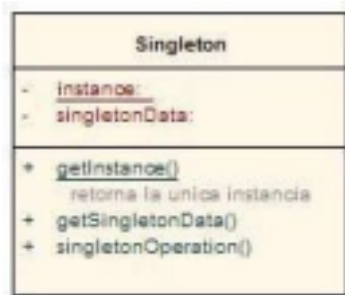 Singleton
- instance:
- singletonData:
+ getInstance()
retorna la unica instancia
+ getSingletonData()
+ singletonOperation()